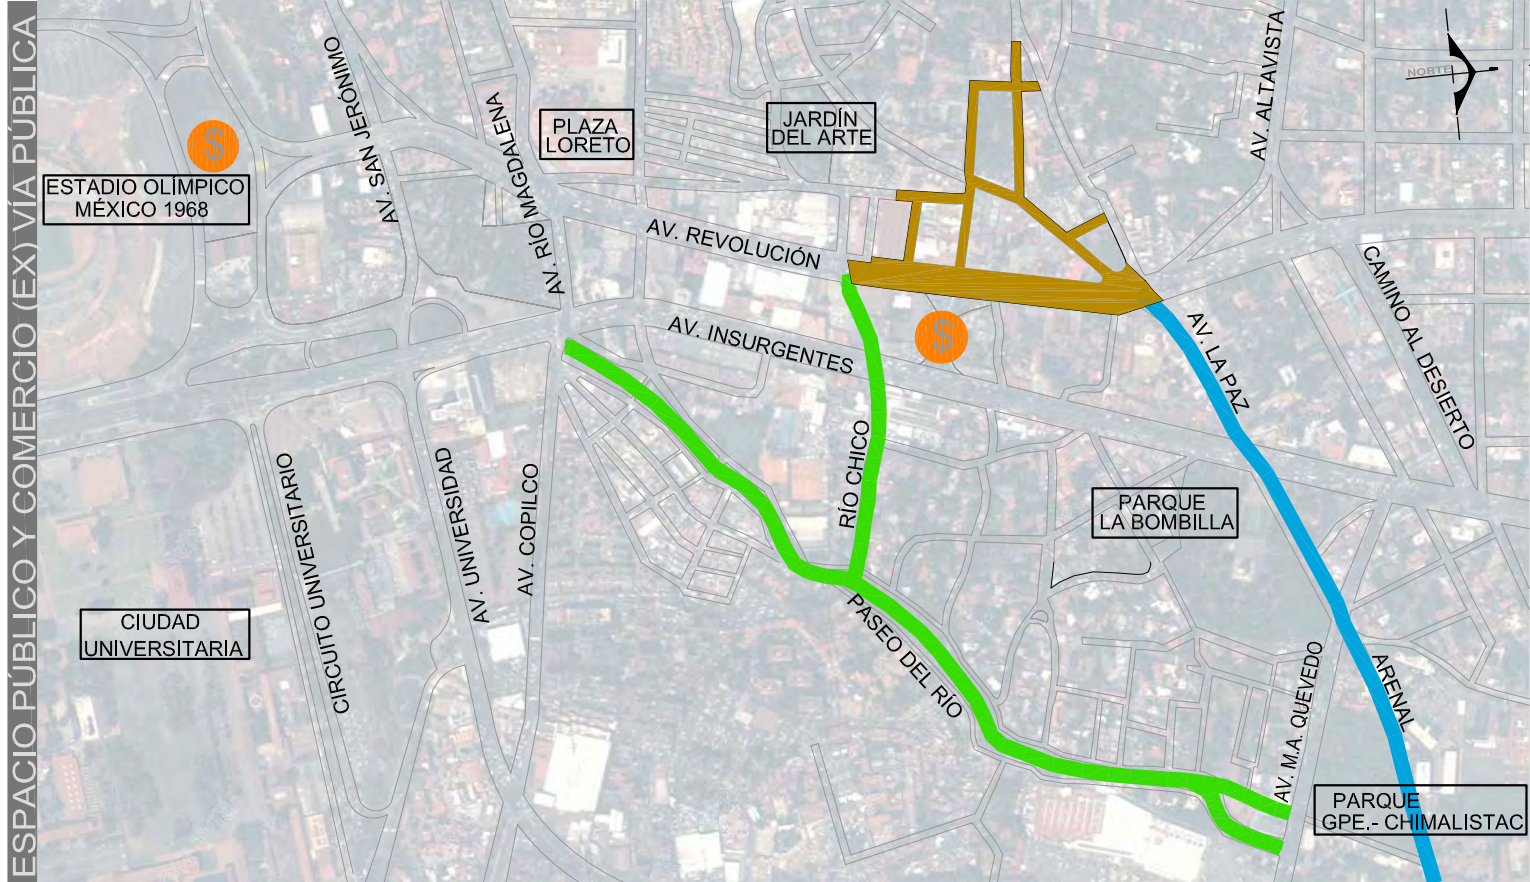 ESPACIO PÚBLICO Y COMERCIO (EX) VÍA PÚBLICA
AV. SAN JERÓNIMO
AV. RÍO MAGDALENA
PLAZA
LORETO
JARDÍN
DEL ARTE
AV. ALTAVISTA
NORTE
$
ESTADIO OLÍMPICO
MÉXICO 1968
AV. REVOLUCIÓN
AV. INSURGENTES
$
CAMINO AL DESIERTO
AV. LA PAZ
RÍO CHICO
CIRCUITO UNIVERSITARIO
AV. UNIVERSIDAD
AV. COPILCO
PARQUE
LA BOMBILLA
CIUDAD
UNIVERSITARÍA
PASEO DEL RÍO
AV. M.A. QUEVEDO
ARENAL
PARQUE
GPE.- CHIMALISTAC